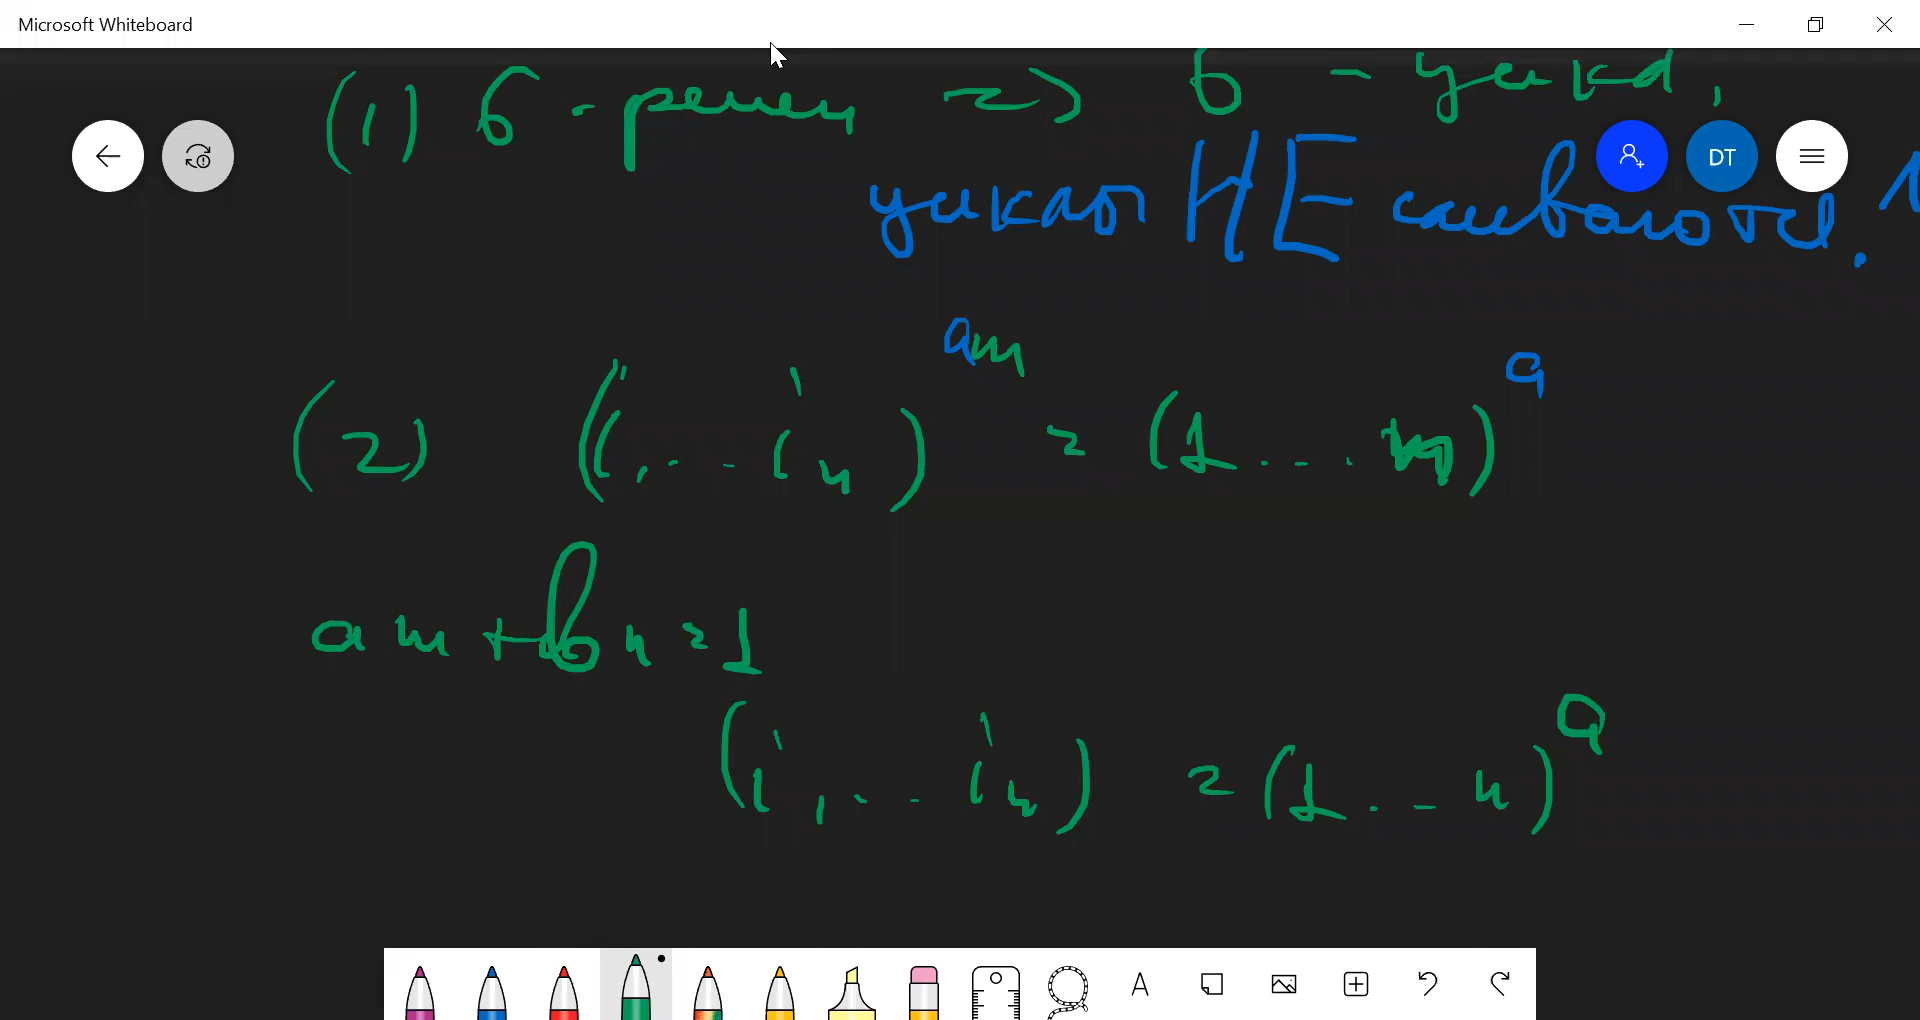 Microsoft Whiteboard
(1) б - решен => б - цикл,
циклы НЕ сливаются.
DT
(2) (i₁ ... iₙ)ᵃᵐ = (1 ... n)ᵃ
am + bn = 1
(i₁, ... iₙ) = (1 ... n)ᵃ
A